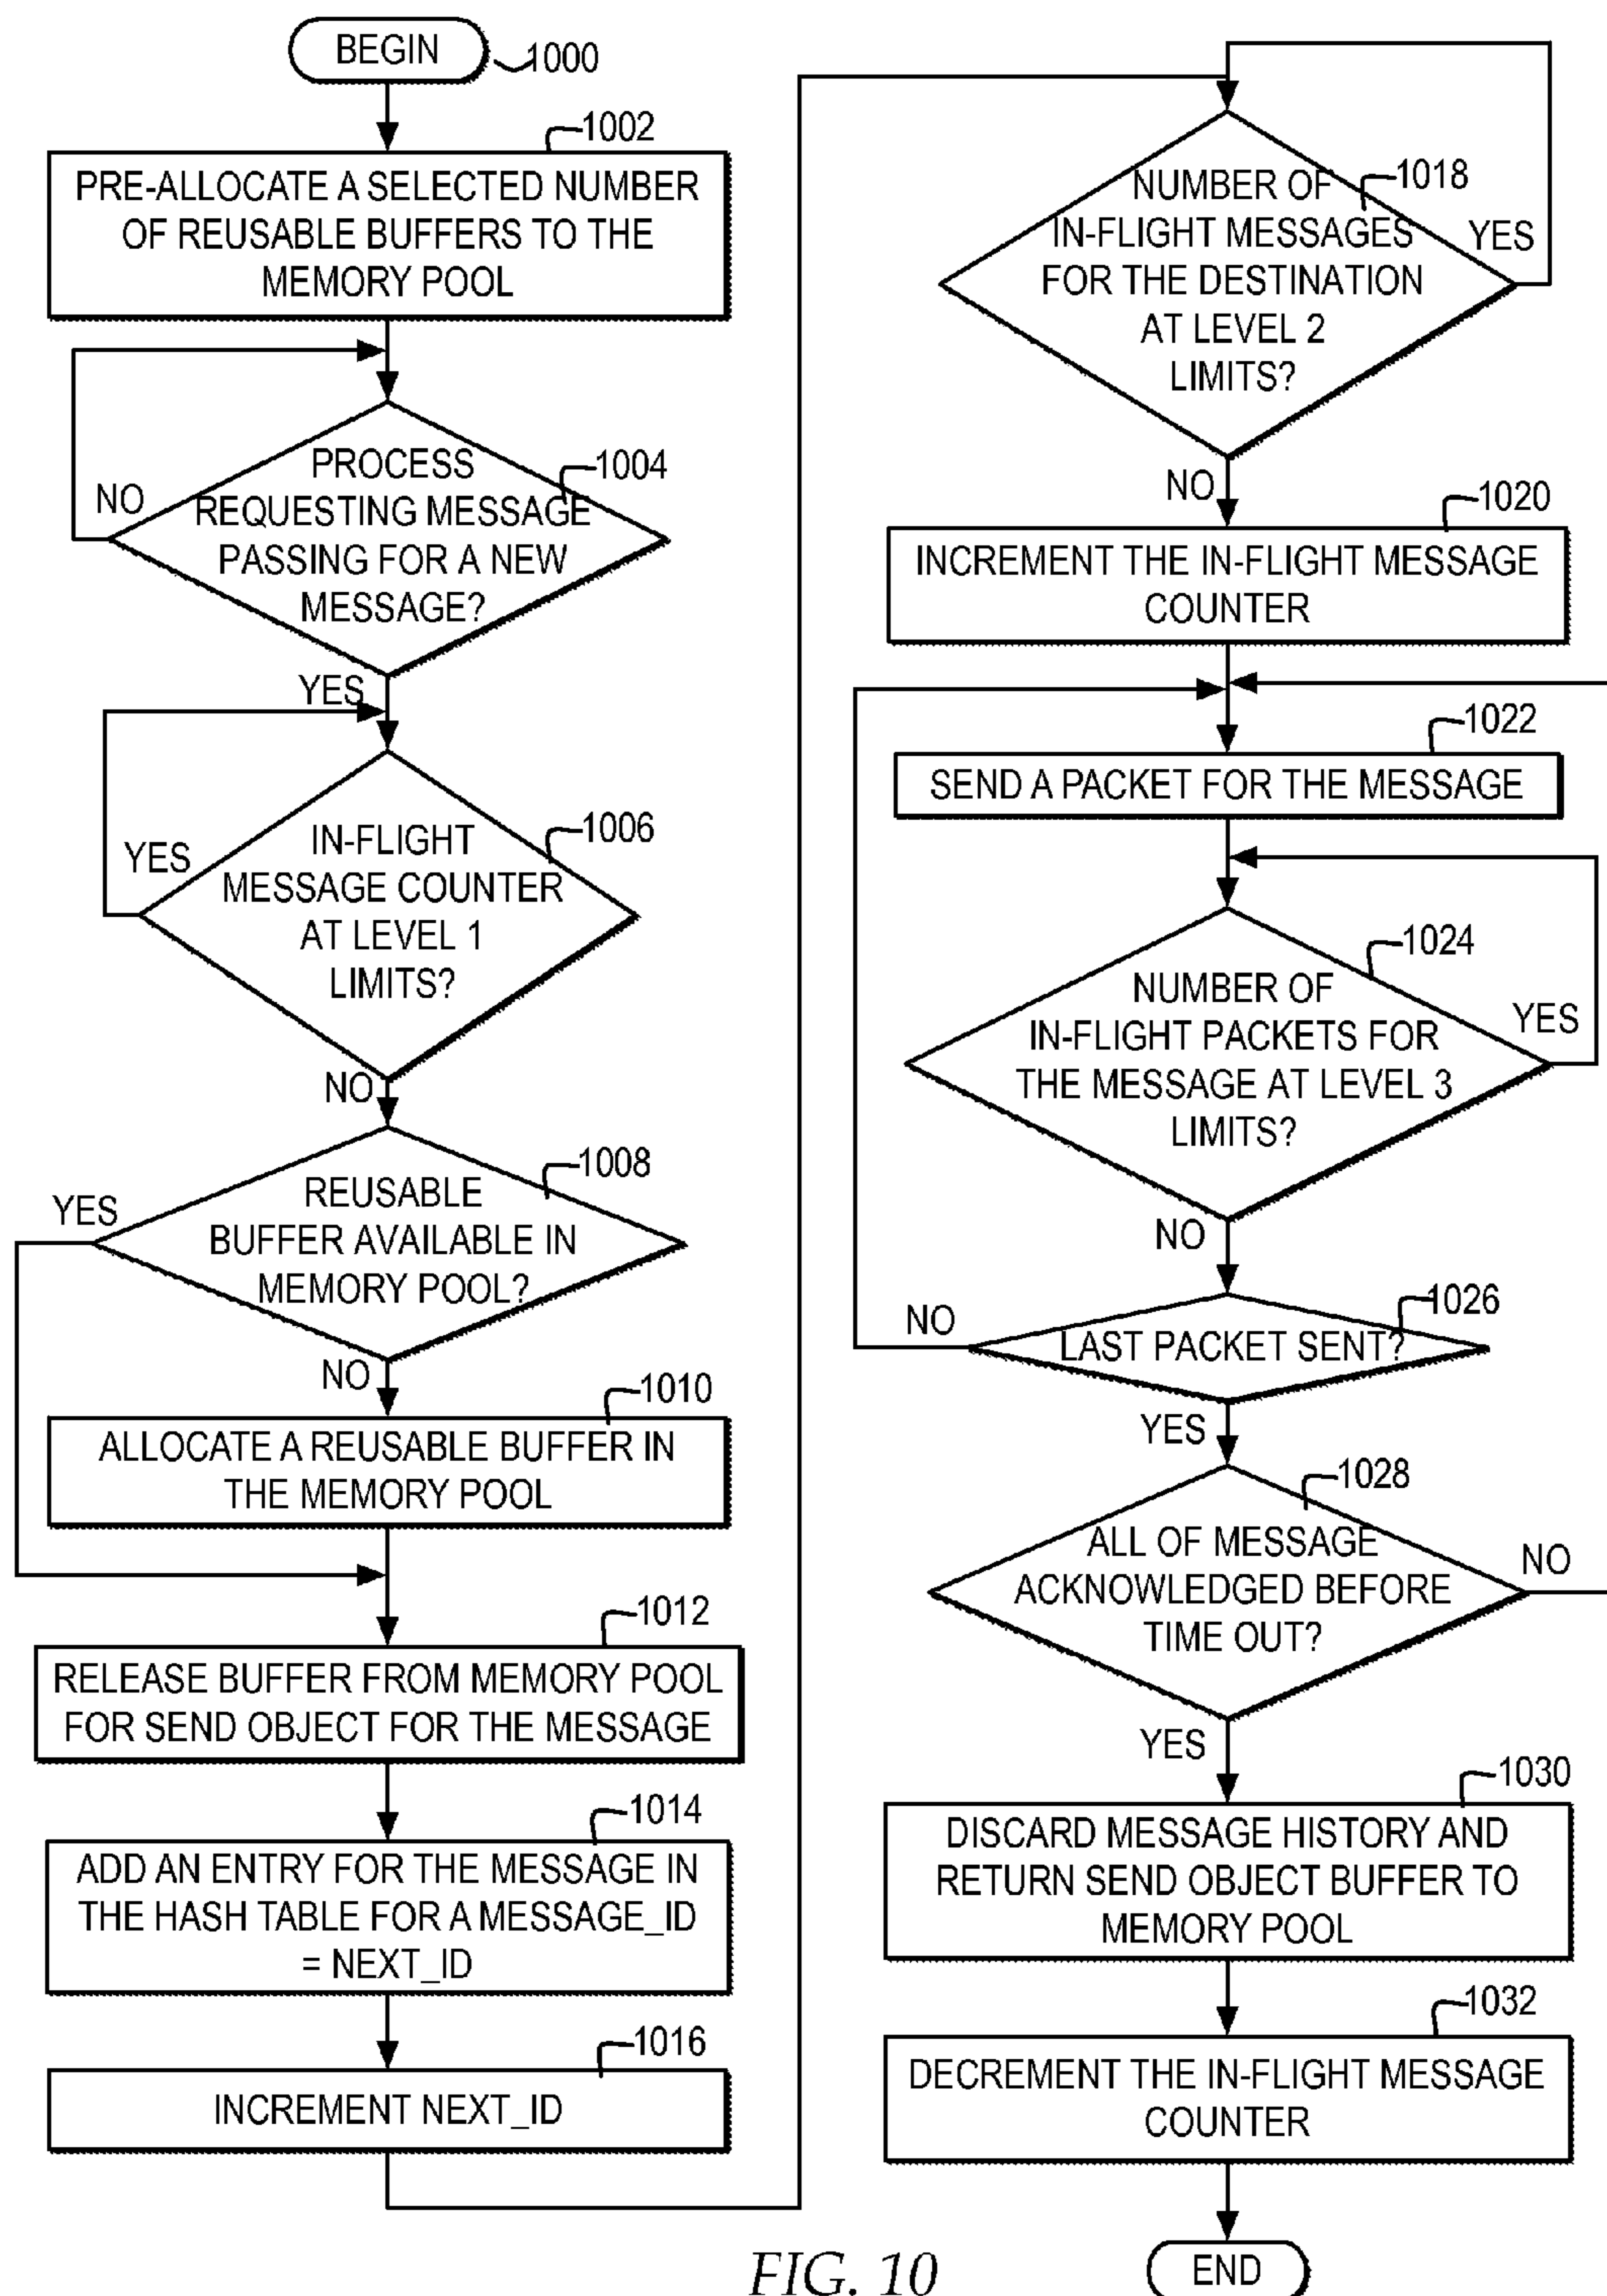 BEGIN
1000
1002
PRE-ALLOCATE A SELECTED NUMBER
OF REUSABLE BUFFERS TO THE
MEMORY POOL
PROCESS
1004
NO
REQUESTING MESSAGE
PASSING FOR A NEW
MESSAGE?
YES
1006
IN-FLIGHT
YES
MESSAGE COUNTER
AT LEVEL 1
LIMITS?
NO
1008
REUSABLE
YES
BUFFER AVAILABLE IN
MEMORY POOL?
NO
1010
ALLOCATE A REUSABLE BUFFER IN
THE MEMORY POOL
1012
RELEASE BUFFER FROM MEMORY POOL
FOR SEND OBJECT FOR THE MESSAGE
1014
ADD AN ENTRY FOR THE MESSAGE IN
THE HASH TABLE FOR A MESSAGE_ID
= NEXT_ID
1016
INCREMENT NEXT_ID
NUMBER OF
1018
IN-FLIGHT MESSAGES
YES
FOR THE DESTINATION
AT LEVEL 2
LIMITS?
NO
1020
INCREMENT THE IN-FLIGHT MESSAGE
COUNTER
1022
SEND A PACKET FOR THE MESSAGE
1024
NUMBER OF
YES
IN-FLIGHT PACKETS FOR
THE MESSAGE AT LEVEL 3
LIMITS?
NO
1026
NO
LAST PACKET SENT?
YES
1028
ALL OF MESSAGE
NO
ACKNOWLEDGED BEFORE
TIME OUT?
YES
1030
DISCARD MESSAGE HISTORY AND
RETURN SEND OBJECT BUFFER TO
MEMORY POOL
1032
DECREMENT THE IN-FLIGHT MESSAGE
COUNTER
END
FIG. 10